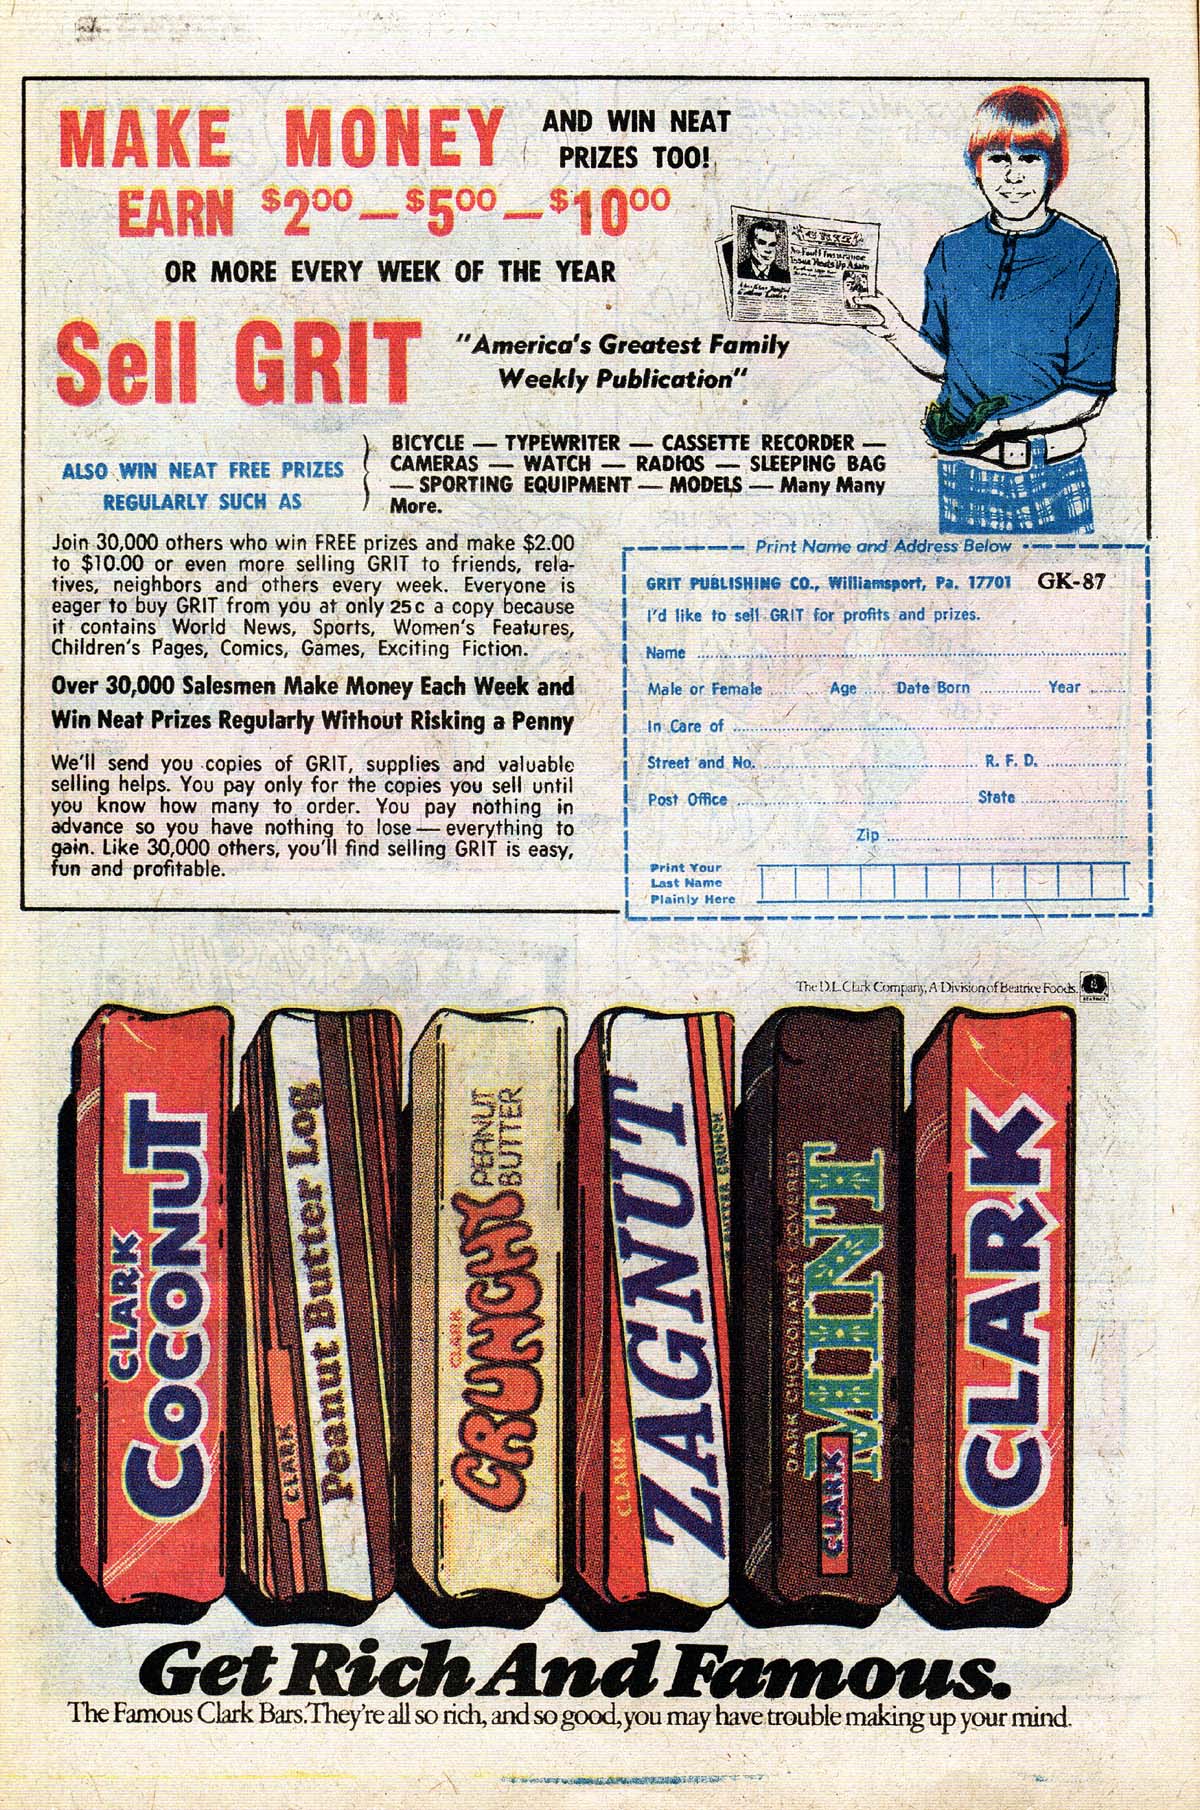 MAKE MONEY
AND WIN NEAT
PRIZES TOO!
EARN $2.00—$5.00—$10.00
OR MORE EVERY WEEK OF THE YEAR
Sell GRIT
"America's Greatest Family
Weekly Publication"
ALSO WIN NEAT FREE PRIZES
REGULARLY SUCH AS
BICYCLE — TYPEWRITER — CASSETTE RECORDER —
CAMERAS — WATCH — RADIOS — SLEEPING BAG
— SPORTING EQUIPMENT — MODELS — Many Many
More.
Join 30,000 others who win FREE prizes and make $2.00
to $10.00 or even more selling GRIT to friends, rela-
tives, neighbors and others every week. Everyone is
eager to buy GRIT from you at only 25c a copy because
it contains World News, Sports, Women's Features,
Children's Pages, Comics, Games, Exciting Fiction.
Over 30,000 Salesmen Make Money Each Week and
Win Neat Prizes Regularly Without Risking a Penny
We'll send you copies of GRIT, supplies and valuable
selling helps. You pay only for the copies you sell until
you know how many to order. You pay nothing in
advance so you have nothing to lose — everything to
gain. Like 30,000 others, you'll find selling GRIT is easy,
fun and profitable.
GRIT
No-Fault Insurance
Issue Heats Up Again
Print Name and Address Below
GRIT PUBLISHING CO., Williamsport, Pa. 17701 GK-87
I'd like to sell GRIT for profits and prizes.
Name
Male or Female Age Date Born Year
In Care of
Street and No. R. F. D.
Post Office State
Zip
Print Your
Last Name
Plainly Here
The D.L. Clark Company, A Division of Beatrice Foods.
BEATRICE
CLARK
COCONUT
CLARK
Peanut Butter Log
CLARK
CRUNCHY
PEANUT
BUTTER
CLARK
ZAGNUT
BUTTER CRUNCH
DARK CHOCOLATEY COVERED
CLARK
MINT
CLARK
Get Rich And Famous.
The Famous Clark Bars. They're all so rich, and so good, you may have trouble making up your mind.